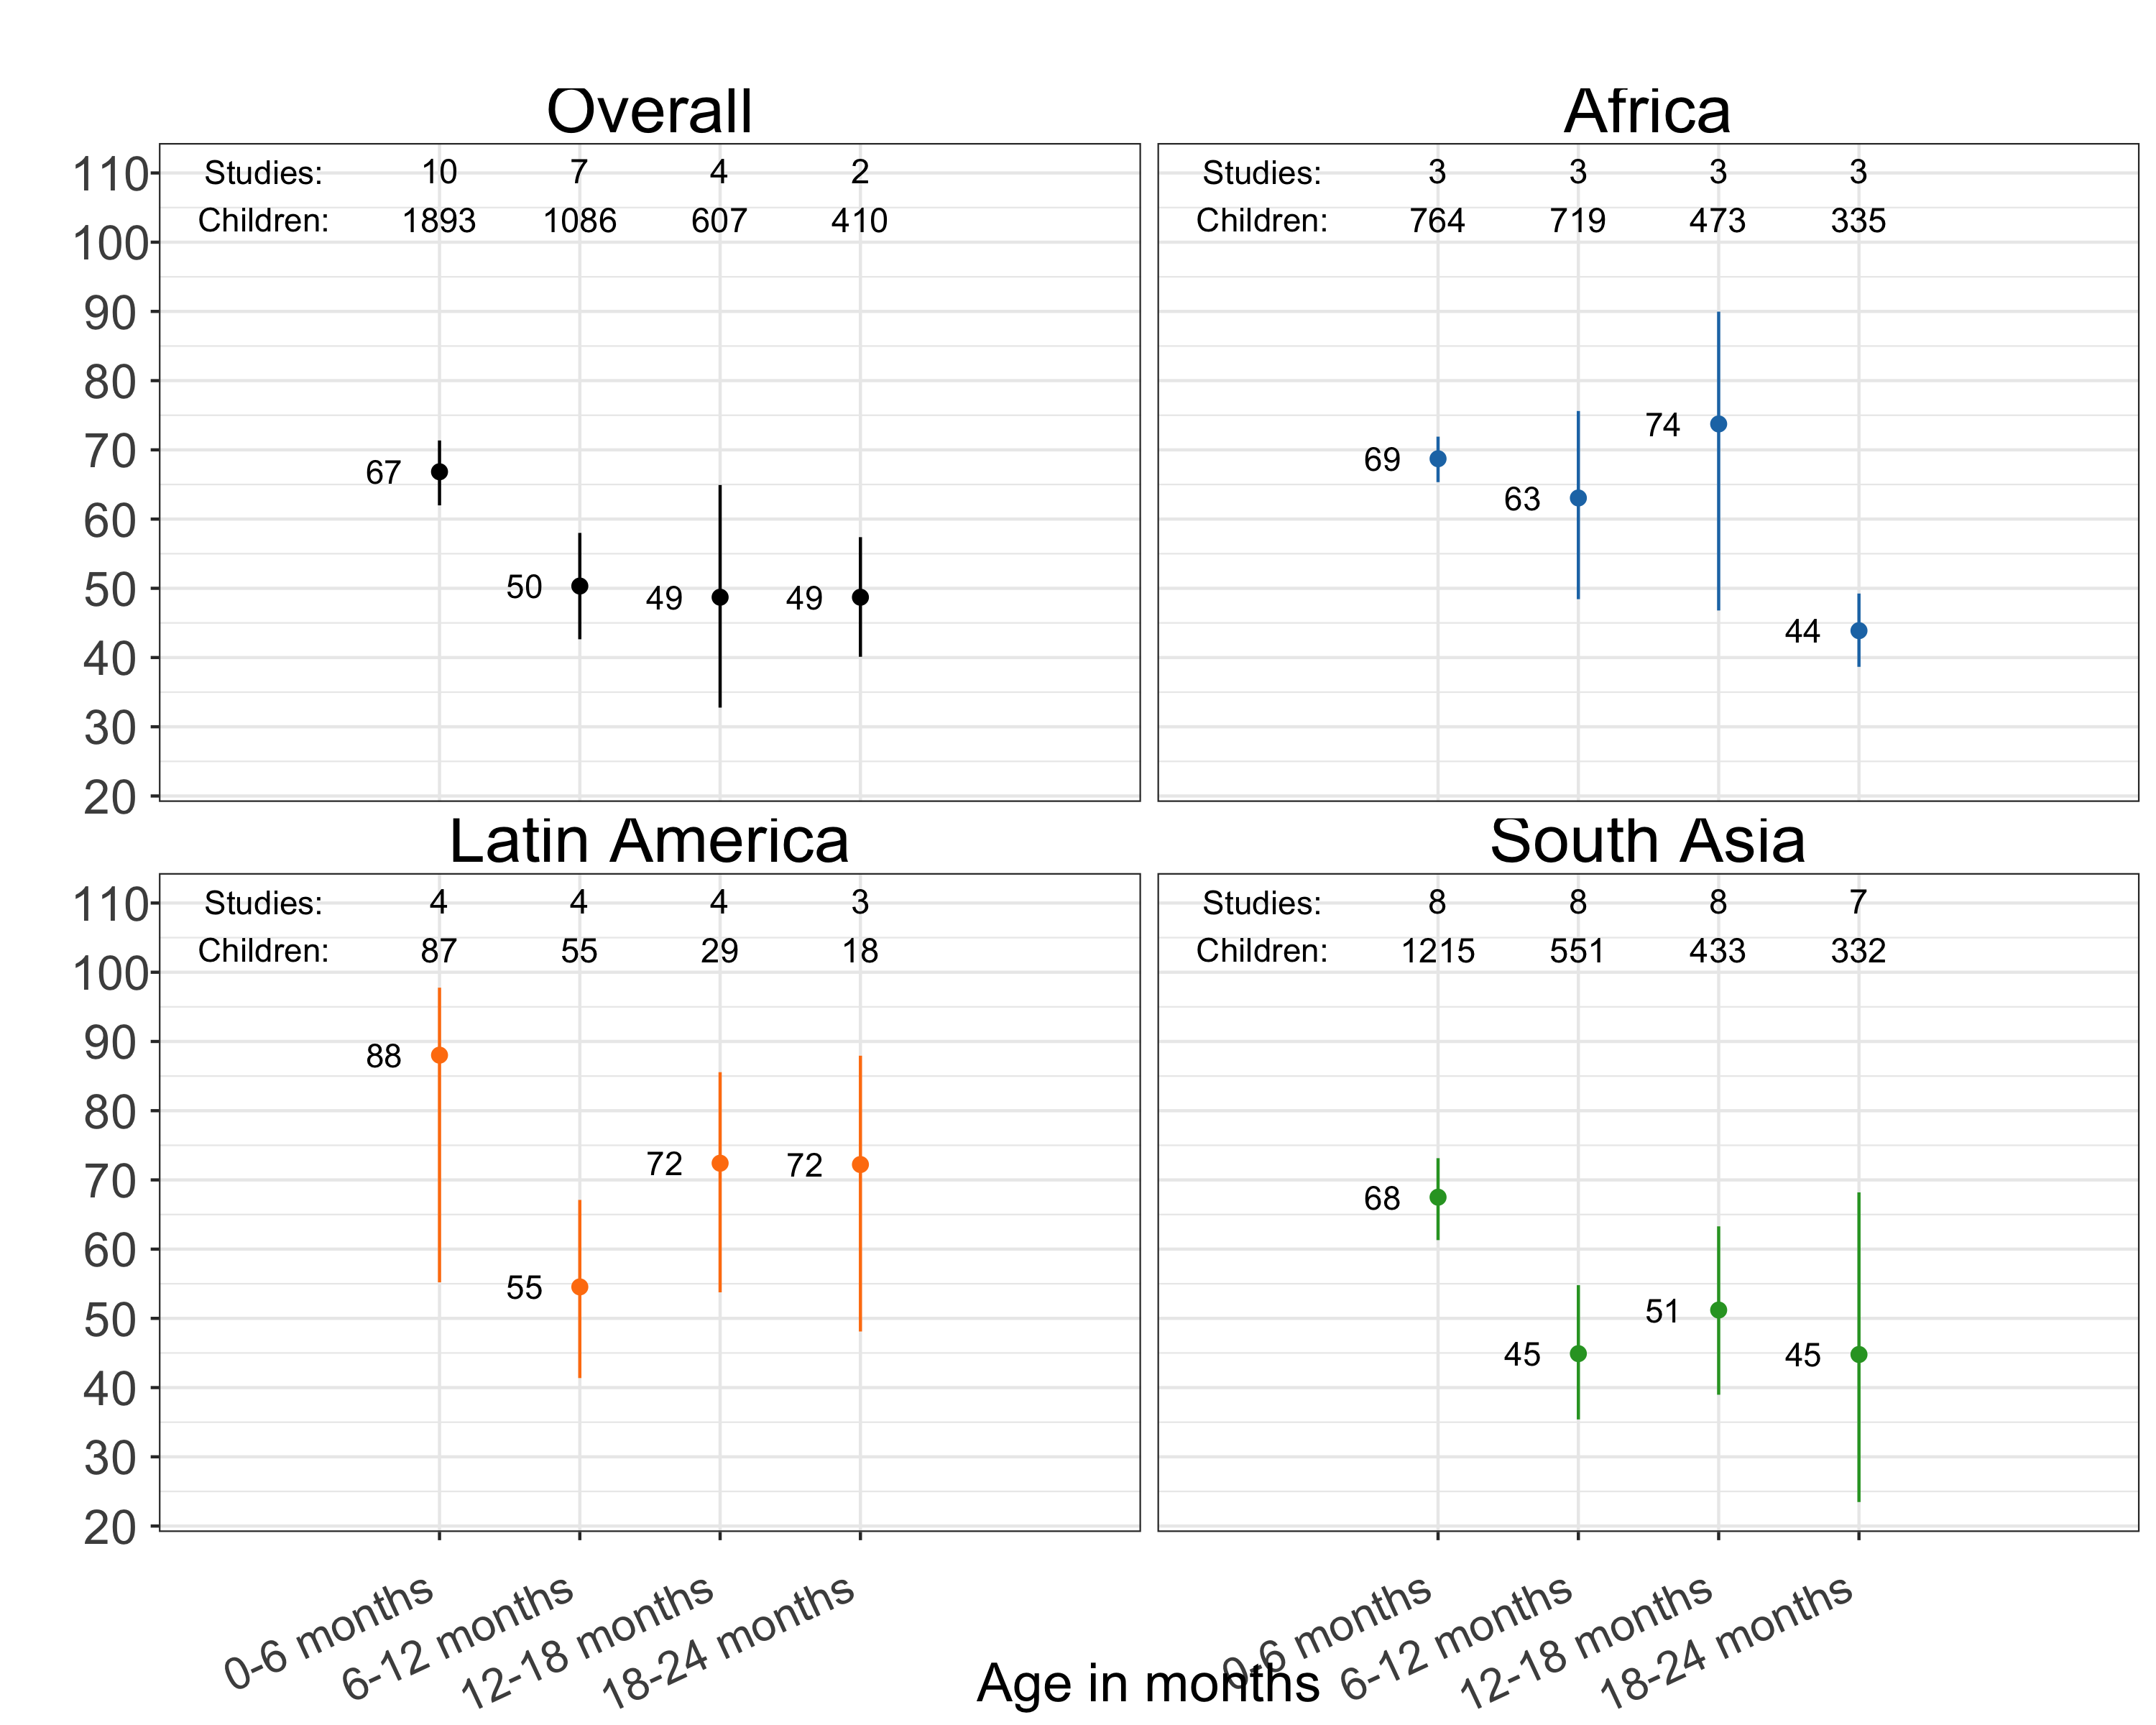 Overall
Africa
Studies: 10 7 4 2
Children: 1893 1086 607 410
Studies: 3 3 3 3
Children: 764 719 473 335
110
100
90
80
70
60
50
40
30
20
67
50
49
49
69
63
74
44
Latin America
South Asia
Studies: 4 4 4 3
Children: 87 55 29 18
Studies: 8 8 8 7
Children: 1215 551 433 332
110
100
90
80
70
60
50
40
30
20
88
55
72
72
68
45
51
45
0-6 months
6-12 months
12-18 months
18-24 months
0-6 months
6-12 months
12-18 months
18-24 months
Age in months